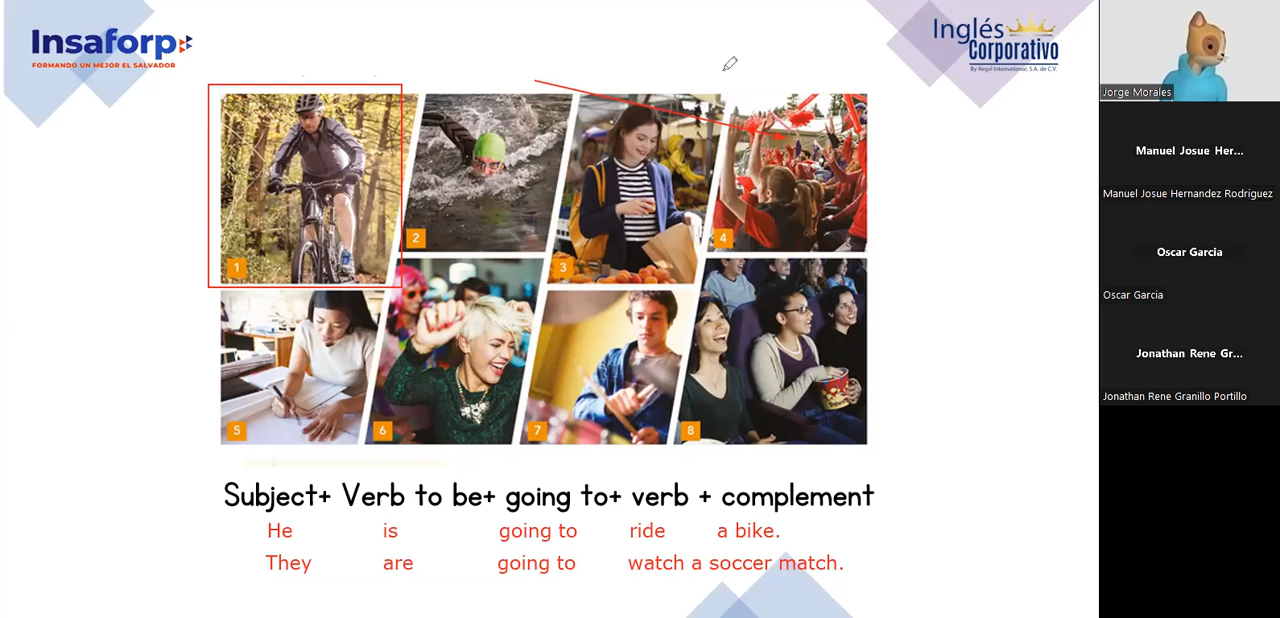 Insaforp
FORMANDO UN MEJOR EL SALVADOR
Inglés
Corporativo
By Regal International, S.A. de C.V.
1
2
3
4
5
6
7
8
Subject+ Verb to be+ going to+ verb + complement
He is going to ride a bike.
They are going to watch a soccer match.
Jorge Morales
Manuel Josue Her...
Manuel Josue Hernandez Rodriguez
Oscar Garcia
Oscar Garcia
Jonathan Rene Gr...
Jonathan Rene Granillo Portillo